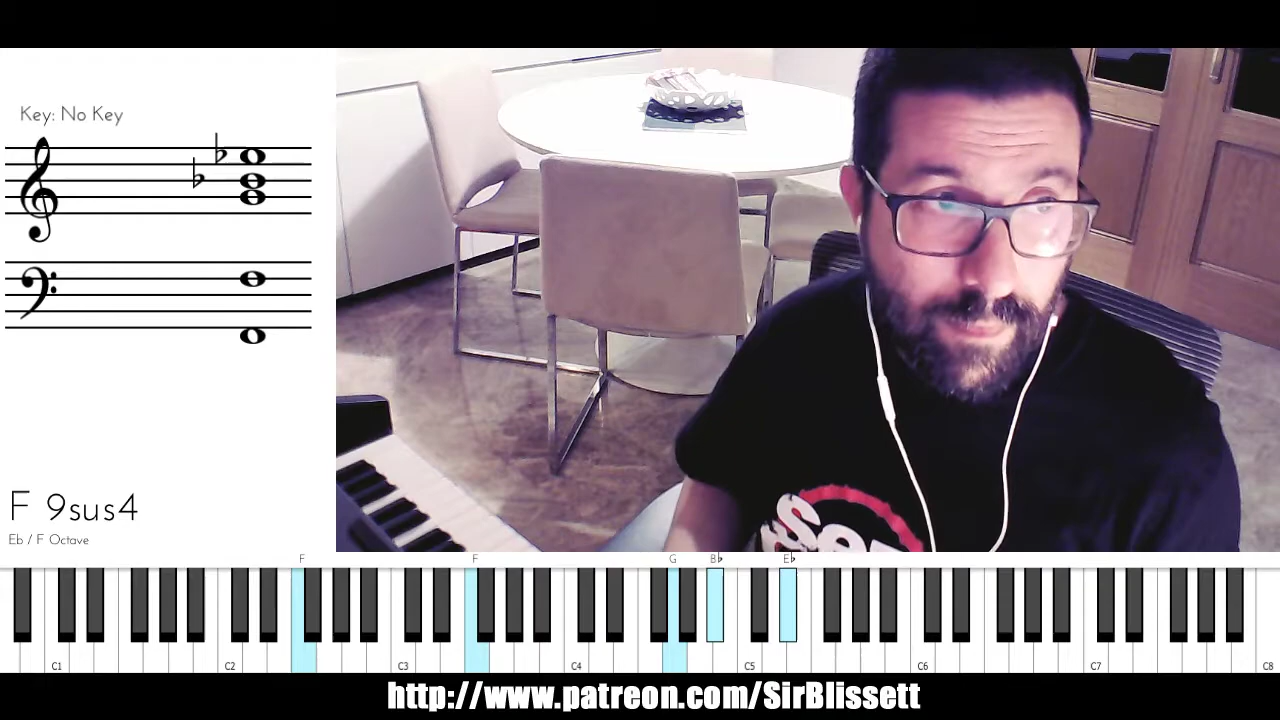 Key: No Key
F 9sus4
Eb / F Octave
F F G B♭ E♭
C1 C2 C3 C4 C5 C6 C7 C8
http://www.patreon.com/SirBlissett